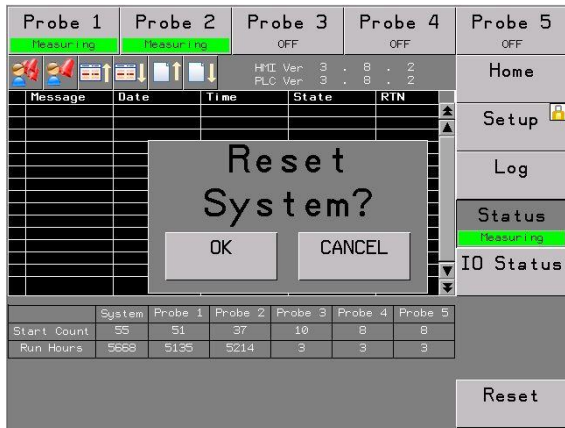 Probe 1 Probe 2 Probe 3 Probe 4 Probe 5
Measuring Measuring OFF OFF OFF
HMI Ver 3 . 8 . 2
PLC Ver 3 . 8 . 2
Home
Message Date Time State RTN
Setup
Reset
System?
Log
OK CANCEL
Status
Measuring
IO Status
System Probe 1 Probe 2 Probe 3 Probe 4 Probe 5
Start Count 55 51 37 10 8 8
Run Hours 5668 5135 5214 3 3 3
Reset